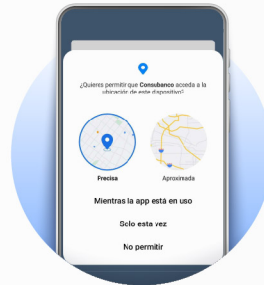 ¿Quieres permitir que Consubanco acceda a la
ubicación de este dispositivo?
Precisa
Aproximada
Mientras la app está en uso
Solo esta vez
No permitir